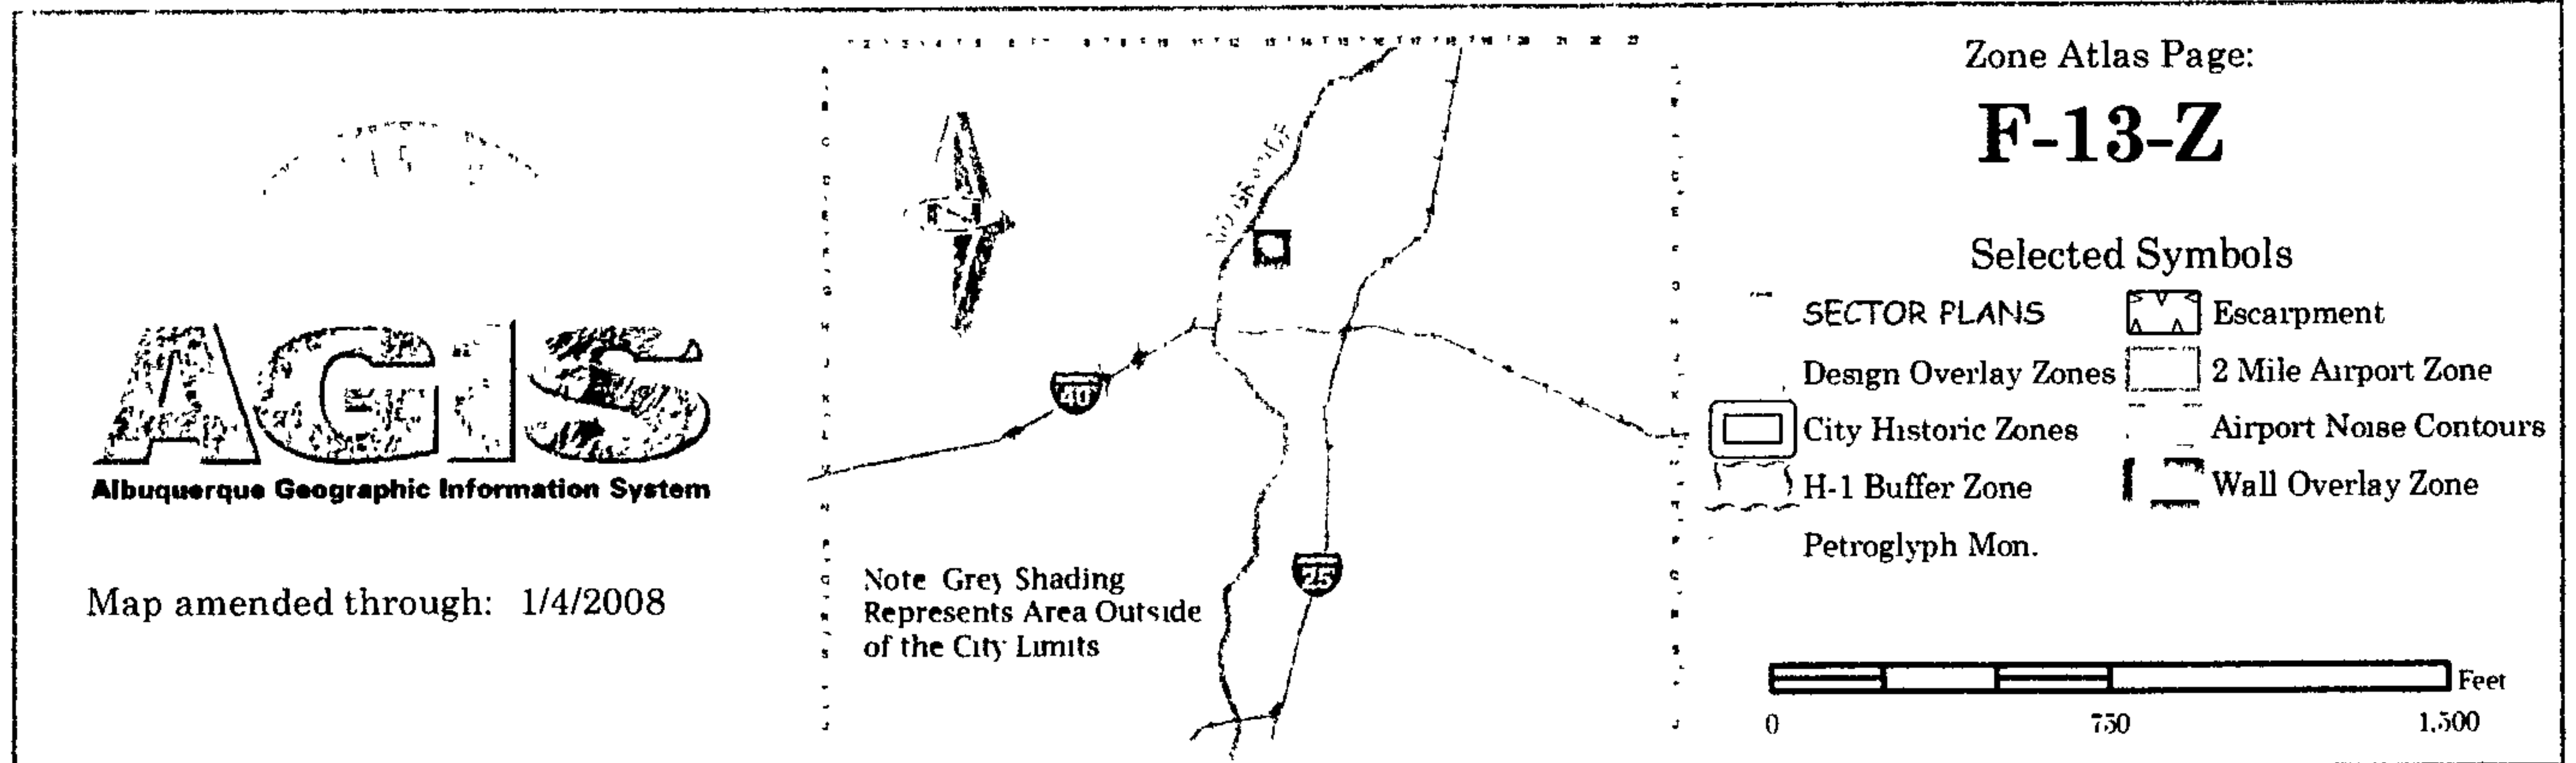 AGIS
Albuquerque Geographic Information System
Map amended through: 1/4/2008
40
25
Note Grey Shading
Represents Area Outside
of the City Limits
Zone Atlas Page:
F-13-Z
Selected Symbols
SECTOR PLANS
Escarpment
Design Overlay Zones
2 Mile Airport Zone
City Historic Zones
Airport Noise Contours
H-1 Buffer Zone
Wall Overlay Zone
Petroglyph Mon.
Feet
0 750 1,500